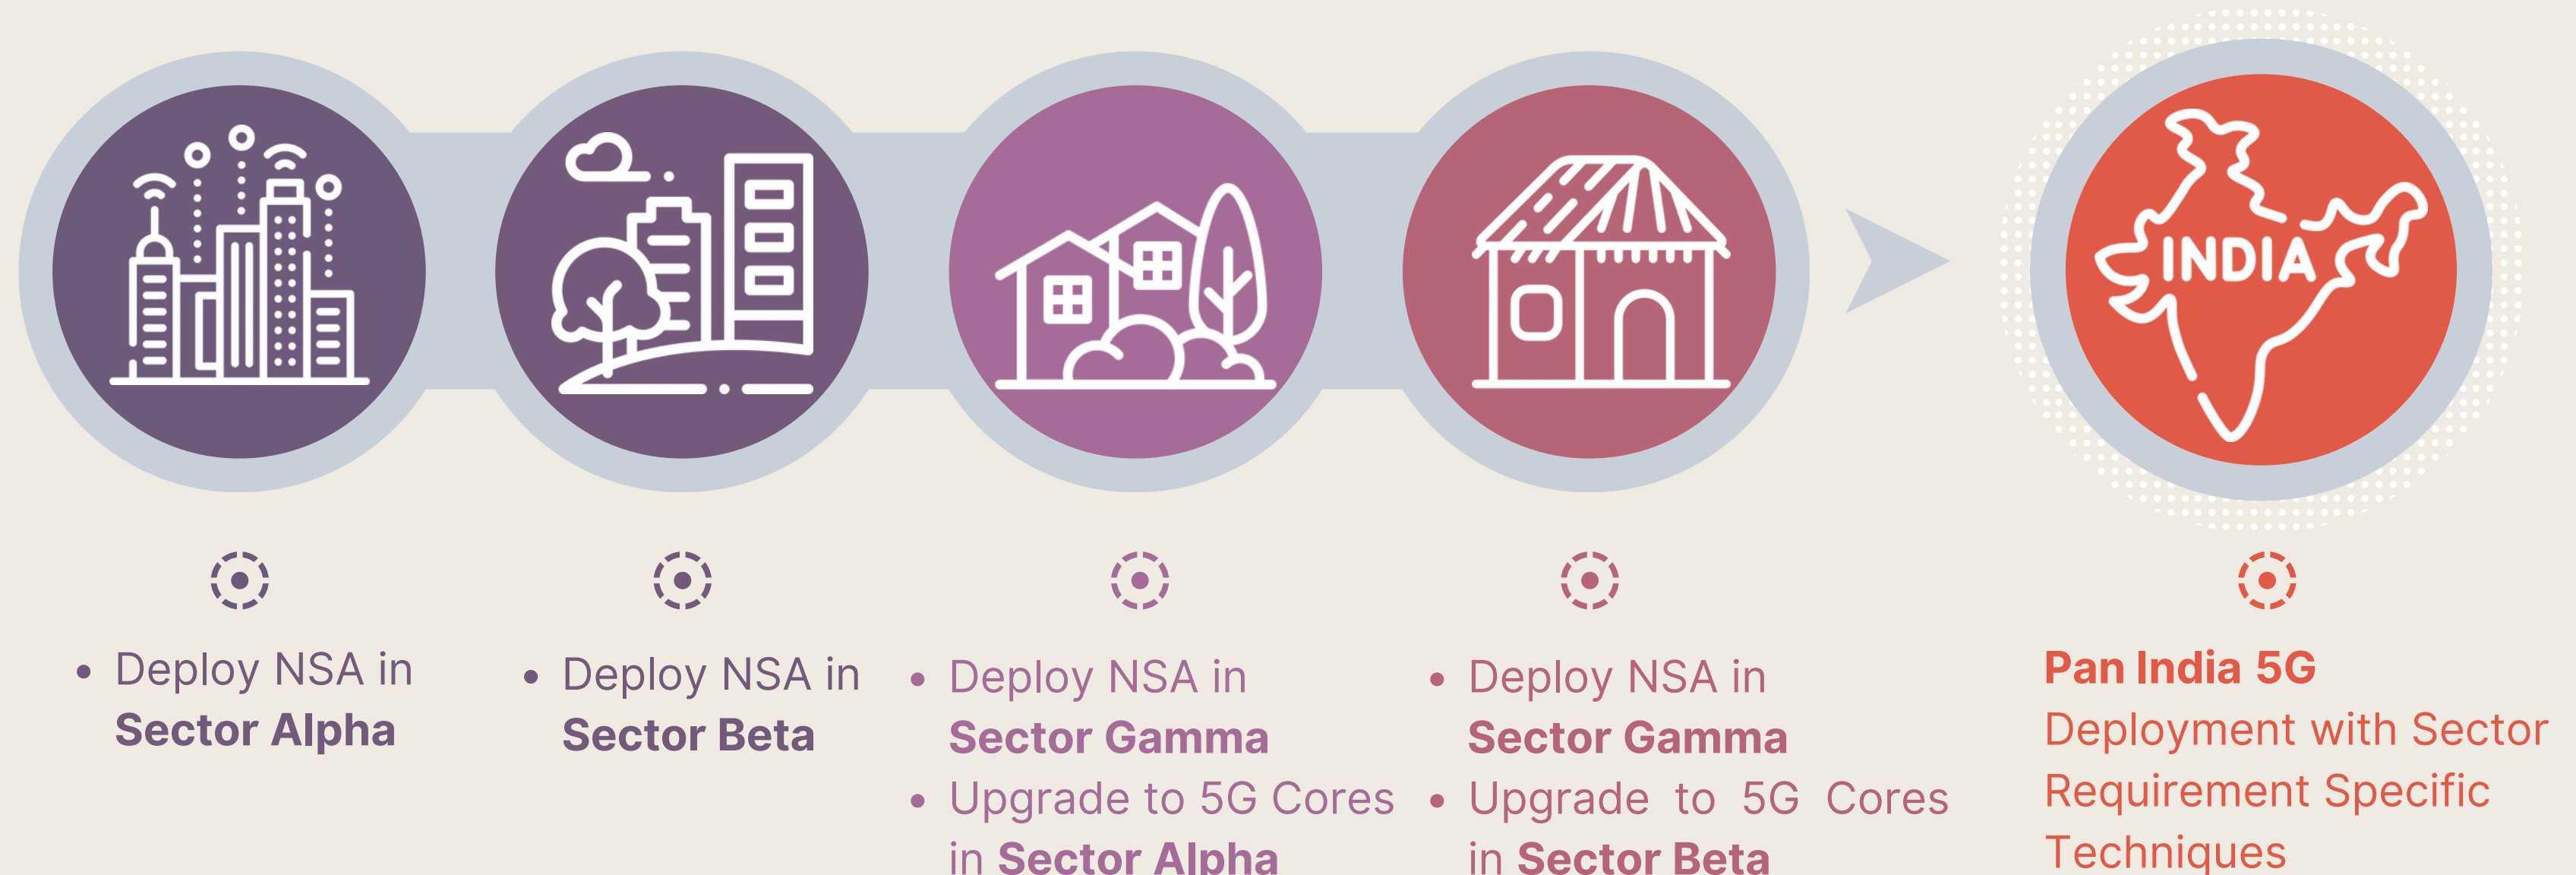 INDIA
• Deploy NSA in
Sector Alpha
• Deploy NSA in
Sector Beta
• Deploy NSA in
Sector Gamma
• Upgrade to 5G Cores
in Sector Alpha
• Deploy NSA in
Sector Gamma
• Upgrade to 5G Cores
in Sector Beta
Pan India 5G
Deployment with Sector
Requirement Specific
Techniques